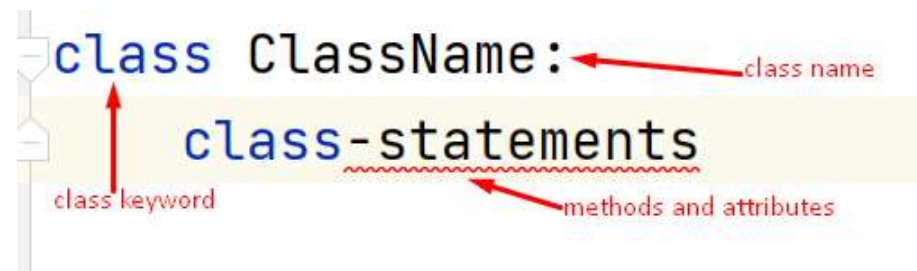 class ClassName:
class name
class-statements
class keyword
methods and attributes